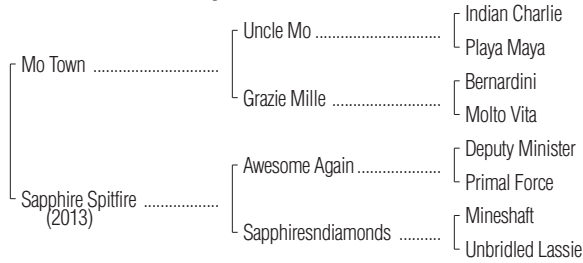 Indian Charlie
Uncle Mo ..............................
Playa Maya
Mo Town ..............................
Bernardini
Grazie Mille ..........................
Molto Vita
Deputy Minister
Awesome Again ....................
Primal Force
Sapphire Spitfire ..................
(2013)
Mineshaft
Sapphiresndiamonds ..........
Unbridled Lassie